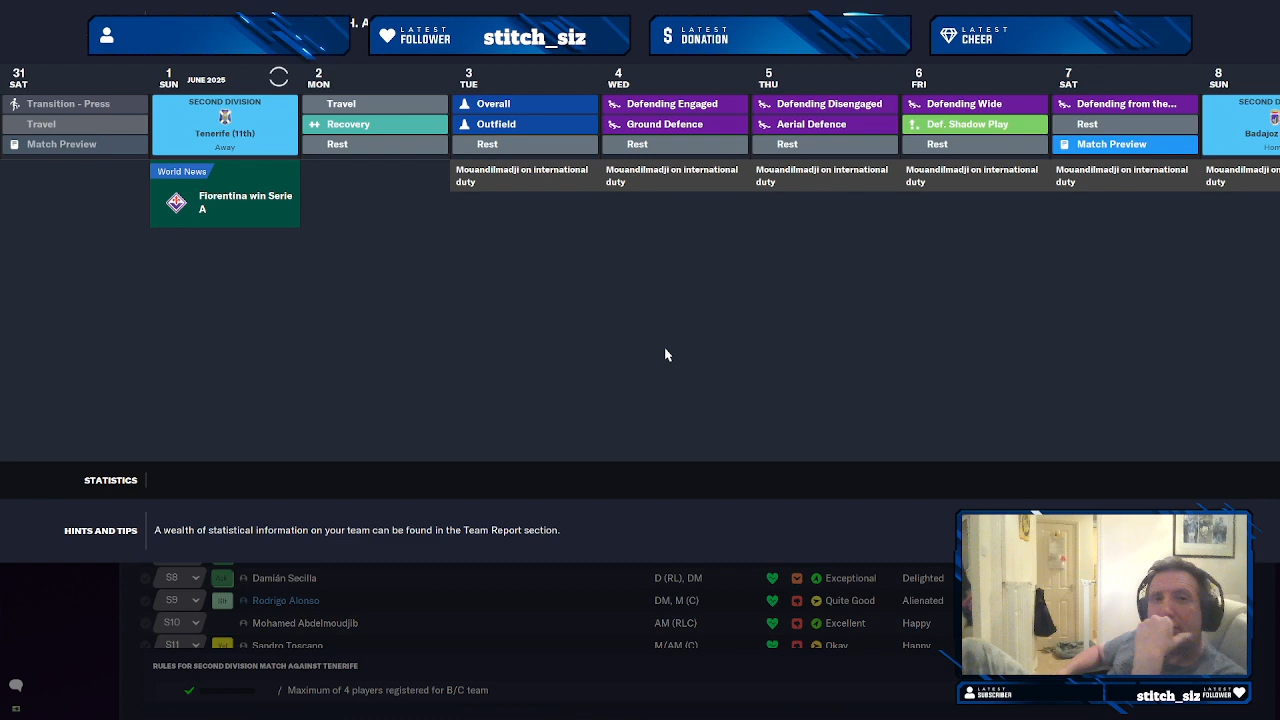 H. A
LATEST FOLLOWER
stitch_siz
LATEST DONATION
LATEST CHEER
31 SAT
1 SUN
JUNE 2025
2 MON
3 TUE
4 WED
5 THU
6 FRI
7 SAT
8 SUN
Transition - Press
Travel
Match Preview
SECOND DIVISION
Tenerife (11th)
Away
Travel
Recovery
Rest
Overall
Outfield
Rest
Defending Engaged
Ground Defence
Rest
Defending Disengaged
Aerial Defence
Rest
Defending Wide
Def. Shadow Play
Rest
Defending from the...
Rest
Match Preview
SECOND D
Badajoz
Hom
World News
Fiorentina win Serie
A
Mouandilmadji on international
duty
Mouandilmadji on international
duty
Mouandilmadji on international
duty
Mouandilmadji on international
duty
Mouandilmadji on international
duty
Mouandilmadji on international
duty
STATISTICS
HINTS AND TIPS
A wealth of statistical information on your team can be found in the Team Report section.
S8 Damián Secilla D (RL), DM Exceptional Delighted
S9 Rodrigo Alonso DM, M (C) Quite Good Alienated
S10 Mohamed Abdelmoudjib AM (RLC) Excellent Happy
S11 Sandro Toscano M/AM (C) Okay Happy
RULES FOR SECOND DIVISION MATCH AGAINST TENERIFE
/ Maximum of 4 players registered for B/C team
LATEST SUBSCRIBER
stitch_siz
LATEST FOLLOWER